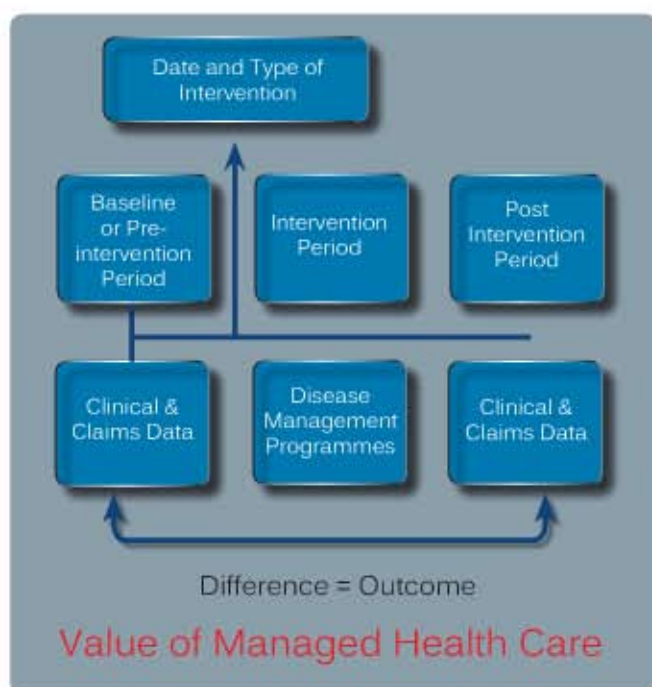 Date and Type of
Intervention
Baseline
or Pre-
intervention
Period
Intervention
Period
Post
Intervention
Period
Clinical &
Claims Data
Disease
Management
Programmes
Clinical &
Claims Data
Difference = Outcome
Value of Managed Health Care